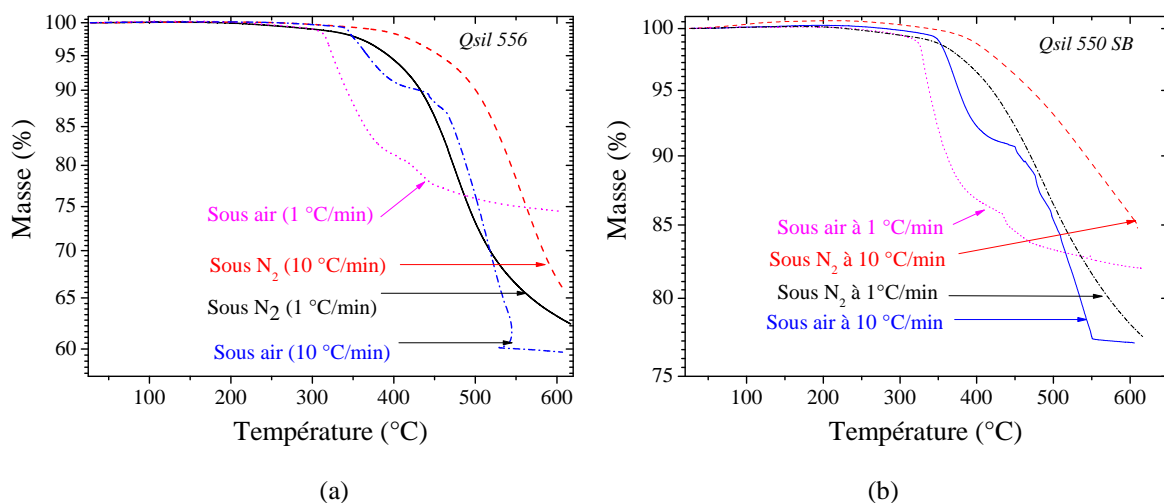 Qsil 556
Masse (%)
100
95
90
85
80
75
70
65
60
Sous air (1 °C/min)
Sous N2 (10 °C/min)
Sous N2 (1 °C/min)
Sous air (10 °C/min)
100 200 300 400 500 600
Température (°C)
(a)
Qsil 550 SB
Masse (%)
100
95
90
85
80
75
Sous air à 1 °C/min
Sous N2 à 10 °C/min
Sous N2 à 1°C/min
Sous air à 10 °C/min
100 200 300 400 500 600
Température (°C)
(b)